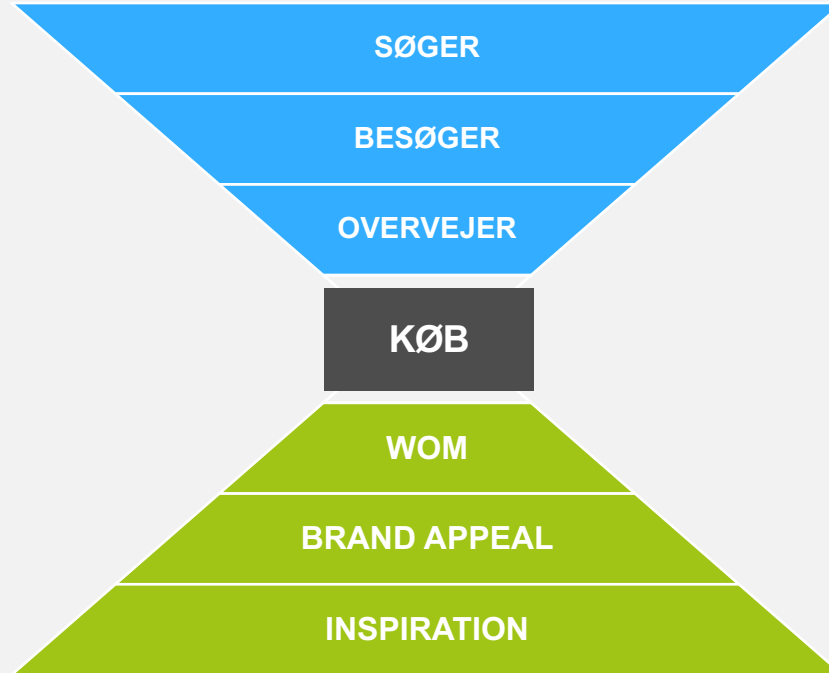 SØGER
BESØGER
OVERVEJER
KØB
WOM
BRAND APPEAL
INSPIRATION